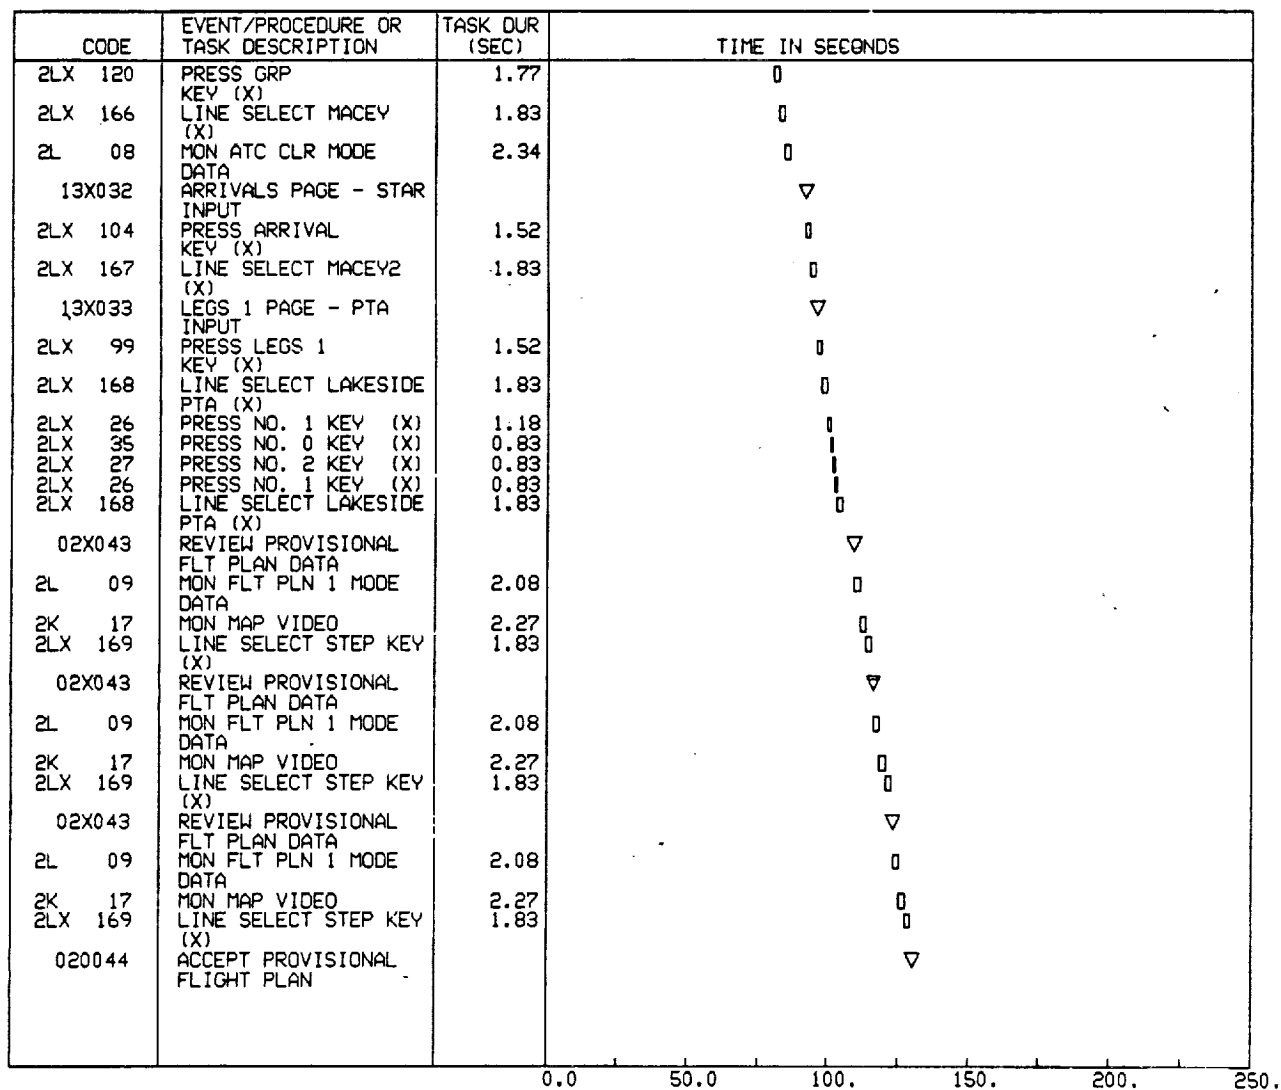 CODE EVENT/PROCEDURE OR TASK DESCRIPTION TASK DUR (SEC) TIME IN SECONDS
2LX 120 PRESS GRP 1.77
KEY (X)
2LX 166 LINE SELECT MACEY 1.83
(X)
2L 08 MON ATC CLR MODE 2.34
DATA
13X032 ARRIVALS PAGE - STAR
INPUT
2LX 104 PRESS ARRIVAL 1.52
KEY (X)
2LX 167 LINE SELECT MACEY2 1.83
(X)
13X033 LEGS 1 PAGE - PTA
INPUT
2LX 99 PRESS LEGS 1 1.52
KEY (X)
2LX 168 LINE SELECT LAKESIDE 1.83
PTA (X)
2LX 26 PRESS NO. 1 KEY (X) 1.18
2LX 35 PRESS NO. 0 KEY (X) 0.83
2LX 27 PRESS NO. 2 KEY (X) 0.83
2LX 26 PRESS NO. 1 KEY (X) 0.83
2LX 168 LINE SELECT LAKESIDE 1.83
PTA (X)
02X043 REVIEW PROVISIONAL
FLT PLAN DATA
2L 09 MON FLT PLN 1 MODE 2.08
DATA
2K 17 MON MAP VIDEO 2.27
2LX 169 LINE SELECT STEP KEY 1.83
(X)
02X043 REVIEW PROVISIONAL
FLT PLAN DATA
2L 09 MON FLT PLN 1 MODE 2.08
DATA
2K 17 MON MAP VIDEO 2.27
2LX 169 LINE SELECT STEP KEY 1.83
(X)
02X043 REVIEW PROVISIONAL
FLT PLAN DATA
2L 09 MON FLT PLN 1 MODE 2.08
DATA
2K 17 MON MAP VIDEO 2.27
2LX 169 LINE SELECT STEP KEY 1.83
(X)
020044 ACCEPT PROVISIONAL
FLIGHT PLAN
0.0 50.0 100. 150. 200. 250.